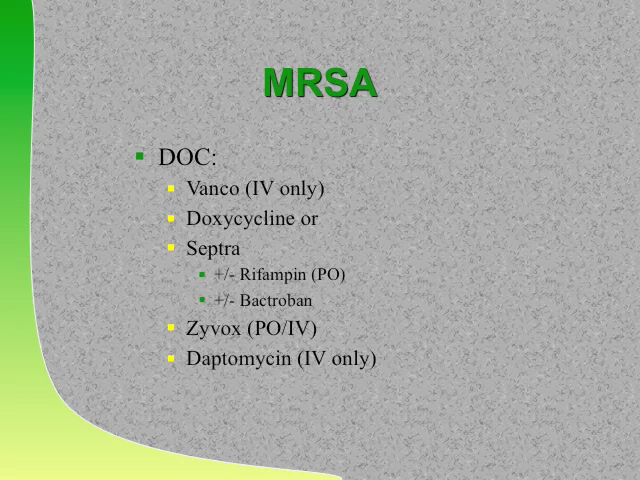 MRSA
DOC:
Vanco (IV only)
Doxycycline or
Septra
+/- Rifampin (PO)
+/- Bactroban
Zyvox (PO/IV)
Daptomycin (IV only)